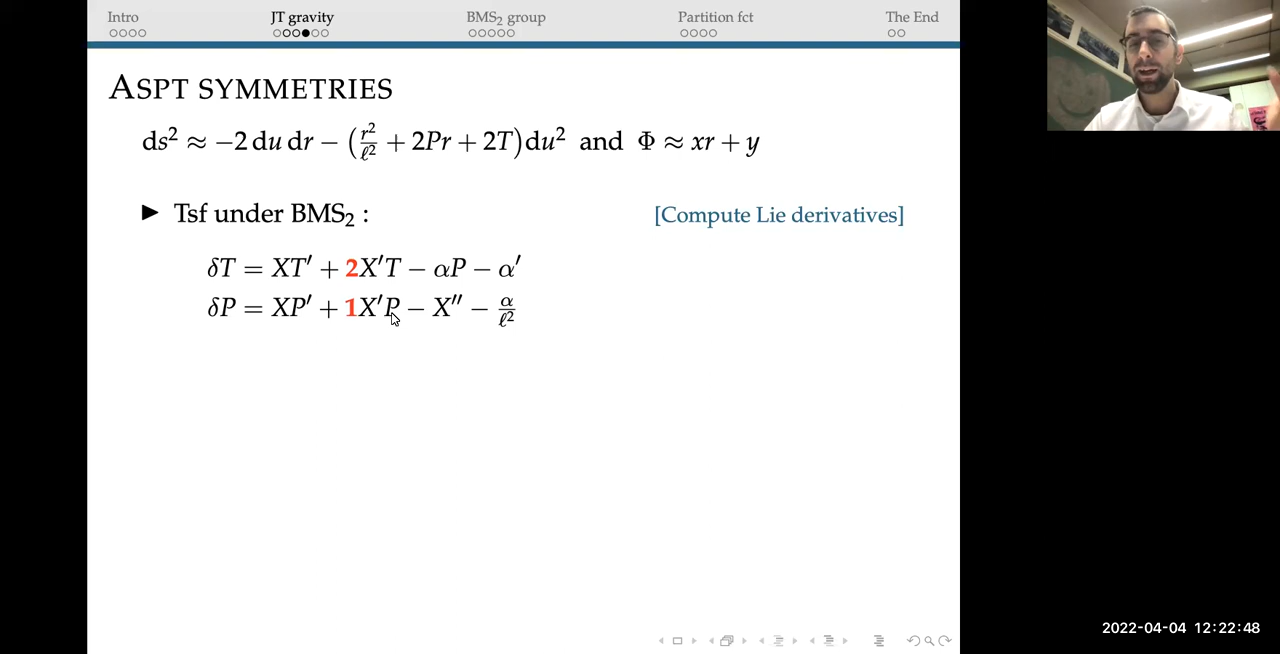 Intro JT gravity BMS₂ group Partition fct The End
ASPT SYMMETRIES
ds² ≈ −2 du dr − (r²/ℓ² + 2Pr + 2T)du² and Φ ≈ xr + y
▶ Tsf under BMS₂ : [Compute Lie derivatives]
δT = XT′ + 2X′T − αP − α′
δP = XP′ + 1X′P − X″ − α/ℓ²
2022-04-04 12:22:48